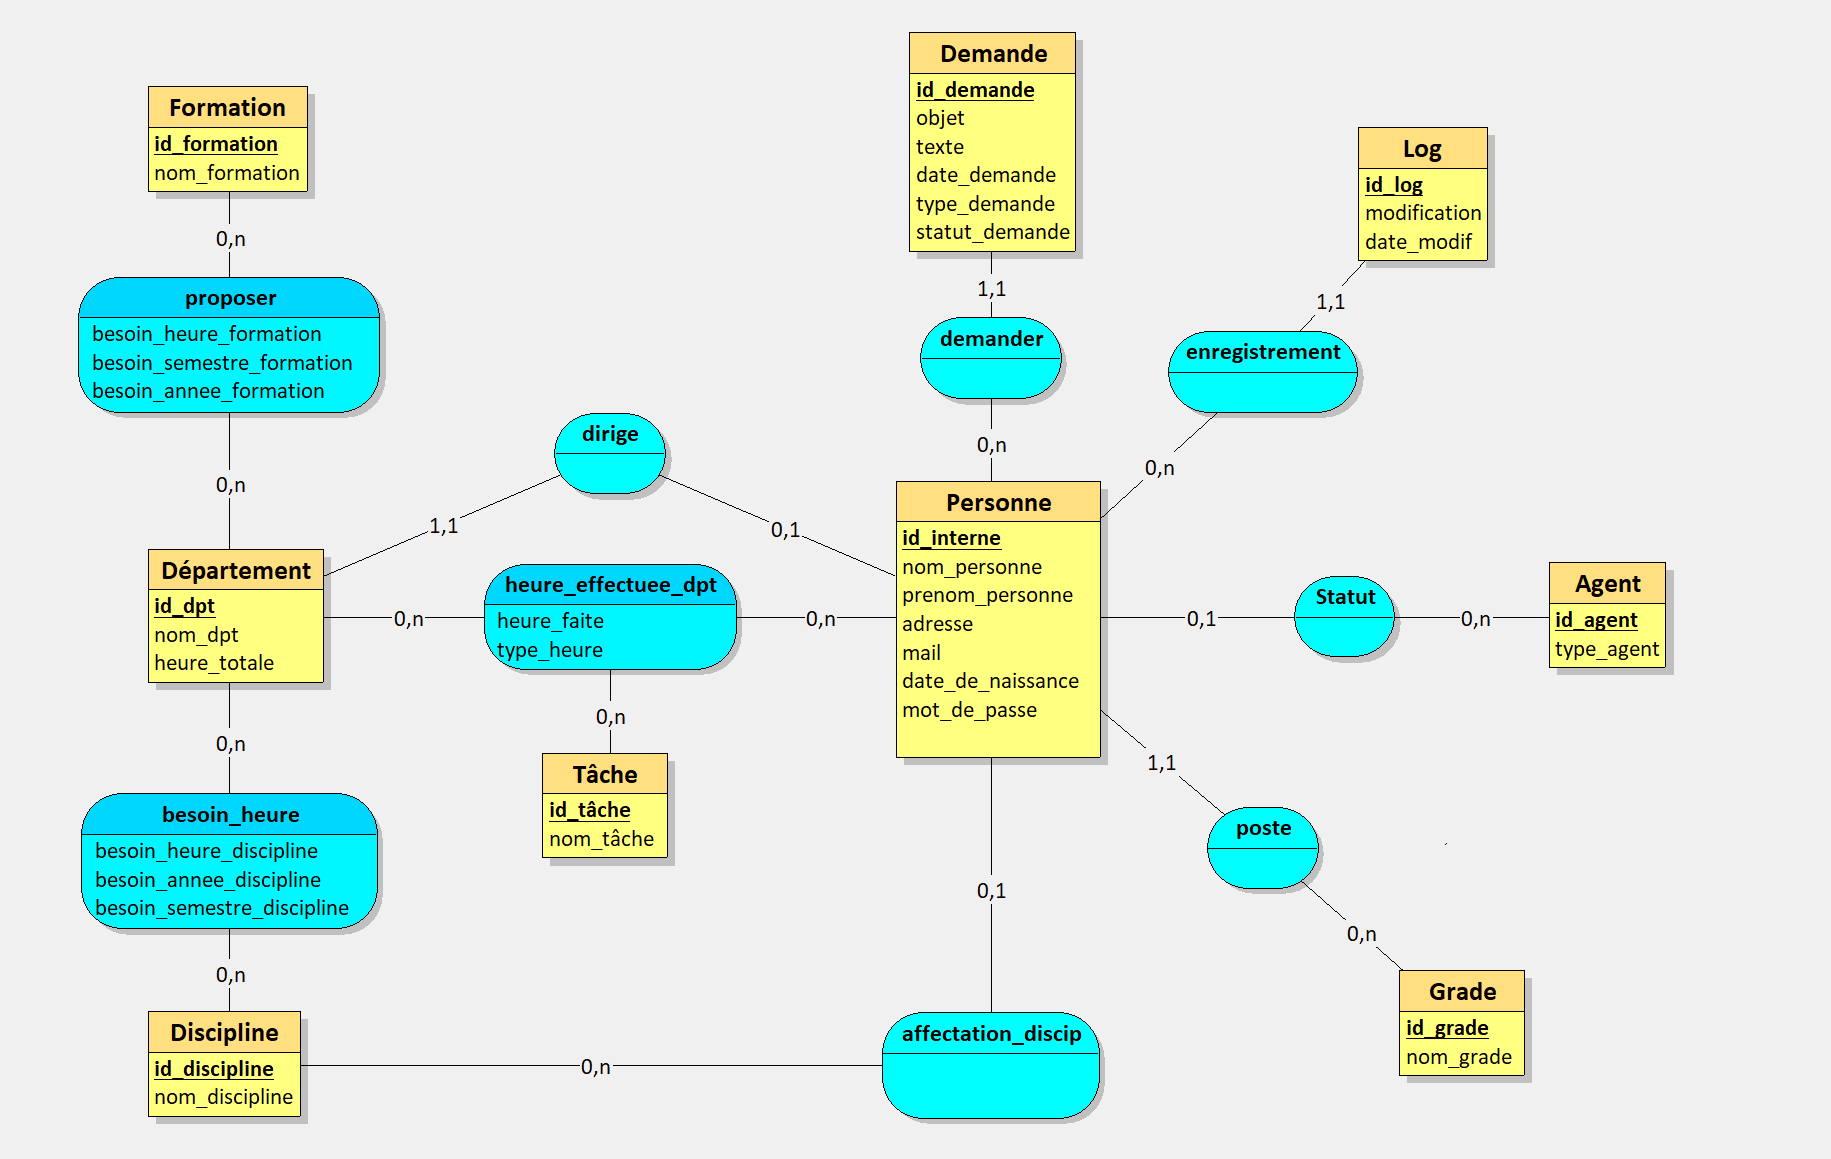 Demande
id_demande
objet
texte
date_demande
type_demande
statut_demande
Formation
id_formation
nom_formation
Log
id_log
modification
date_modif
0,n
1,1
1,1
proposer
besoin_heure_formation
besoin_semestre_formation
besoin_annee_formation
demander
enregistrement
dirige
0,n
0,n
0,n
1,1
0,1
Personne
id_interne
nom_personne
prenom_personne
adresse
mail
date_de_naissance
mot_de_passe
Département
id_dpt
nom_dpt
heure_totale
0,n
heure_effectuee_dpt
heure_faite
type_heure
0,n
0,1
Statut
0,n
Agent
id_agent
type_agent
0,n
0,n
Tâche
id_tâche
nom_tâche
1,1
poste
besoin_heure
besoin_heure_discipline
besoin_annee_discipline
besoin_semestre_discipline
0,1
0,n
0,n
Grade
id_grade
nom_grade
Discipline
id_discipline
nom_discipline
0,n
affectation_discip